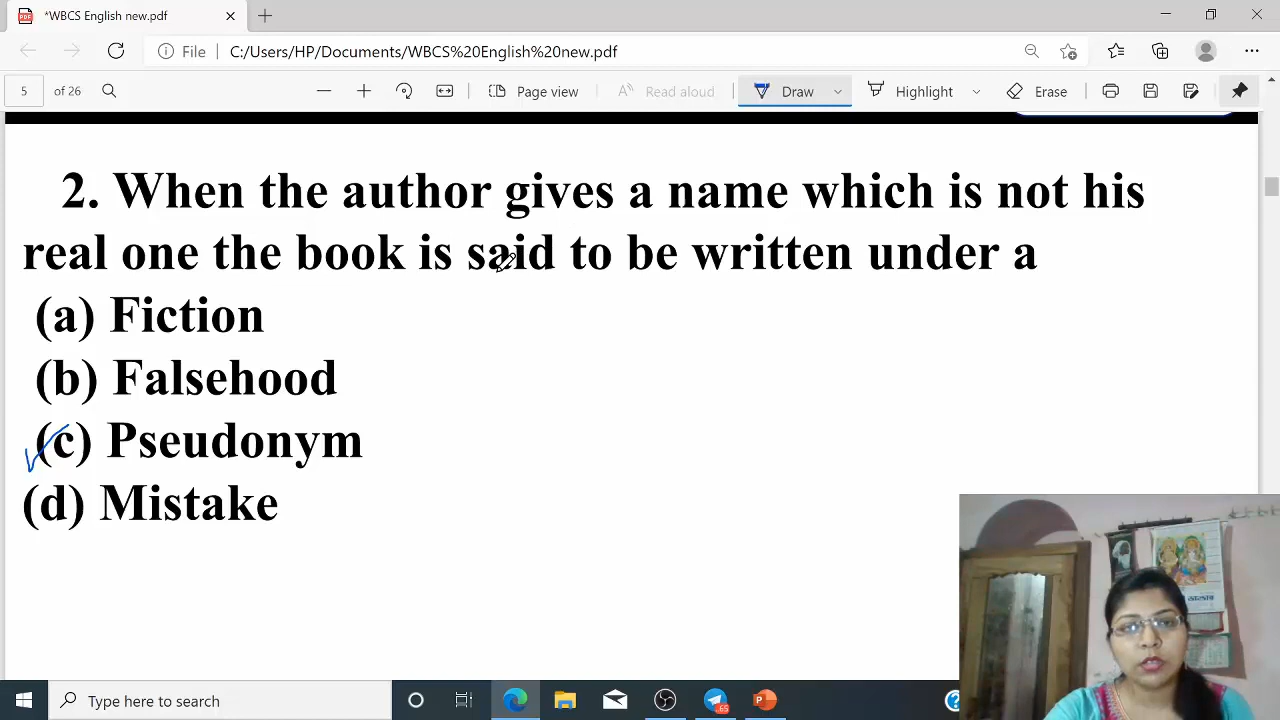 *WBCS English new.pdf
File C:/Users/HP/Documents/WBCS%20English%20new.pdf
5 of 26 Page view Read aloud Draw Highlight Erase
2. When the author gives a name which is not his
real one the book is said to be written under a
(a) Fiction
(b) Falsehood
(c) Pseudonym
(d) Mistake
Type here to search